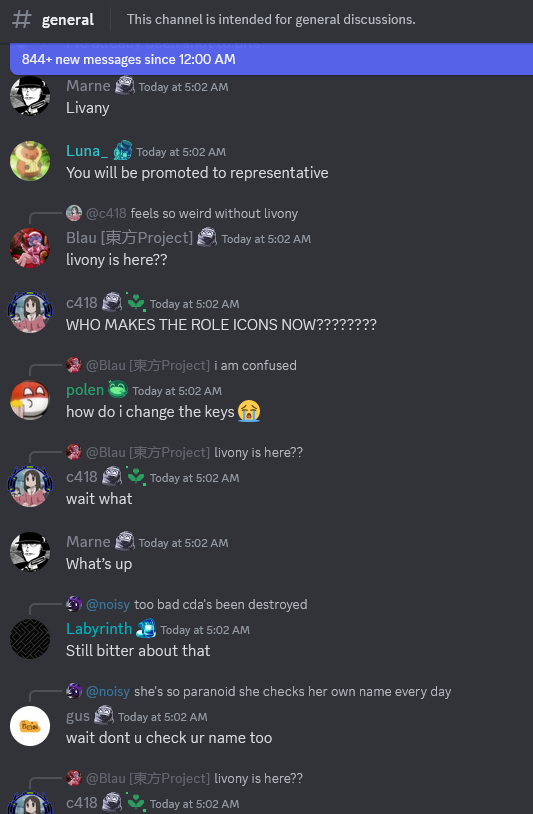 general
This channel is intended for general discussions.
844+ new messages since 12:00 AM
Marne Today at 5:02 AM
Livany
Luna_ Today at 5:02 AM
You will be promoted to representative
@c418 feels so weird without livony
Blau [東方Project] Today at 5:02 AM
livony is here??
c418 Today at 5:02 AM
WHO MAKES THE ROLE ICONS NOW????????
@Blau [東方Project] i am confused
polen Today at 5:02 AM
how do i change the keys 😭
@Blau [東方Project] livony is here??
c418 Today at 5:02 AM
wait what
Marne Today at 5:02 AM
What's up
@noisy too bad cda's been destroyed
Labyrinth Today at 5:02 AM
Still bitter about that
@noisy she's so paranoid she checks her own name every day
gus Today at 5:02 AM
wait dont u check ur name too
@Blau [東方Project] livony is here??
c418 Today at 5:02 AM